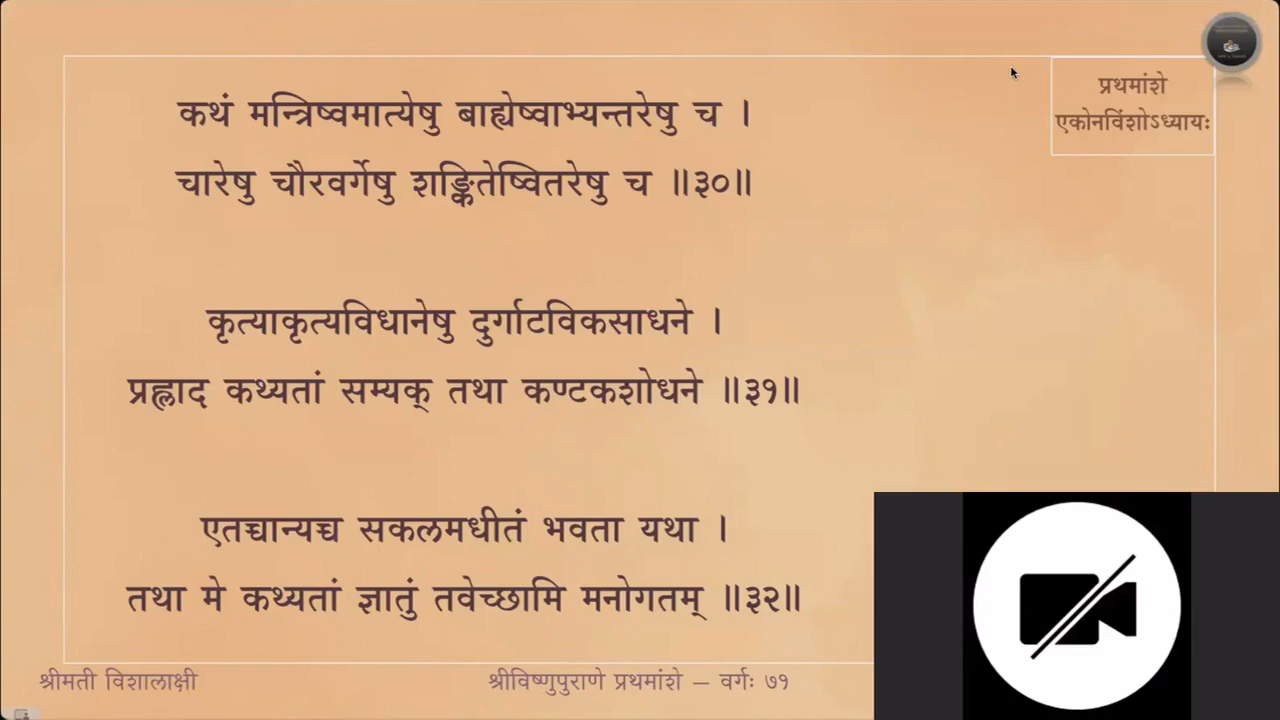 प्रथमांशे
एकोनविंशोऽध्यायः
कथं मन्त्रिष्वमात्येषु बाह्येष्वाभ्यन्तरेषु च ।
चारेषु चौरवर्गेषु शङ्कितेष्वितरेषु च ॥३०॥
कृत्याकृत्यविधानेषु दुर्गाटविकसाधने ।
प्रह्लाद कथ्यतां सम्यक् तथा कण्टकशोधने ॥३१॥
एतच्चान्यच्च सकलमधीतं भवता यथा ।
तथा मे कथ्यतां ज्ञातुं तवेच्छामि मनोगतम् ॥३२॥
श्रीमती विशालाक्षी
श्रीविष्णुपुराणे प्रथमांशे – वर्गः ७१